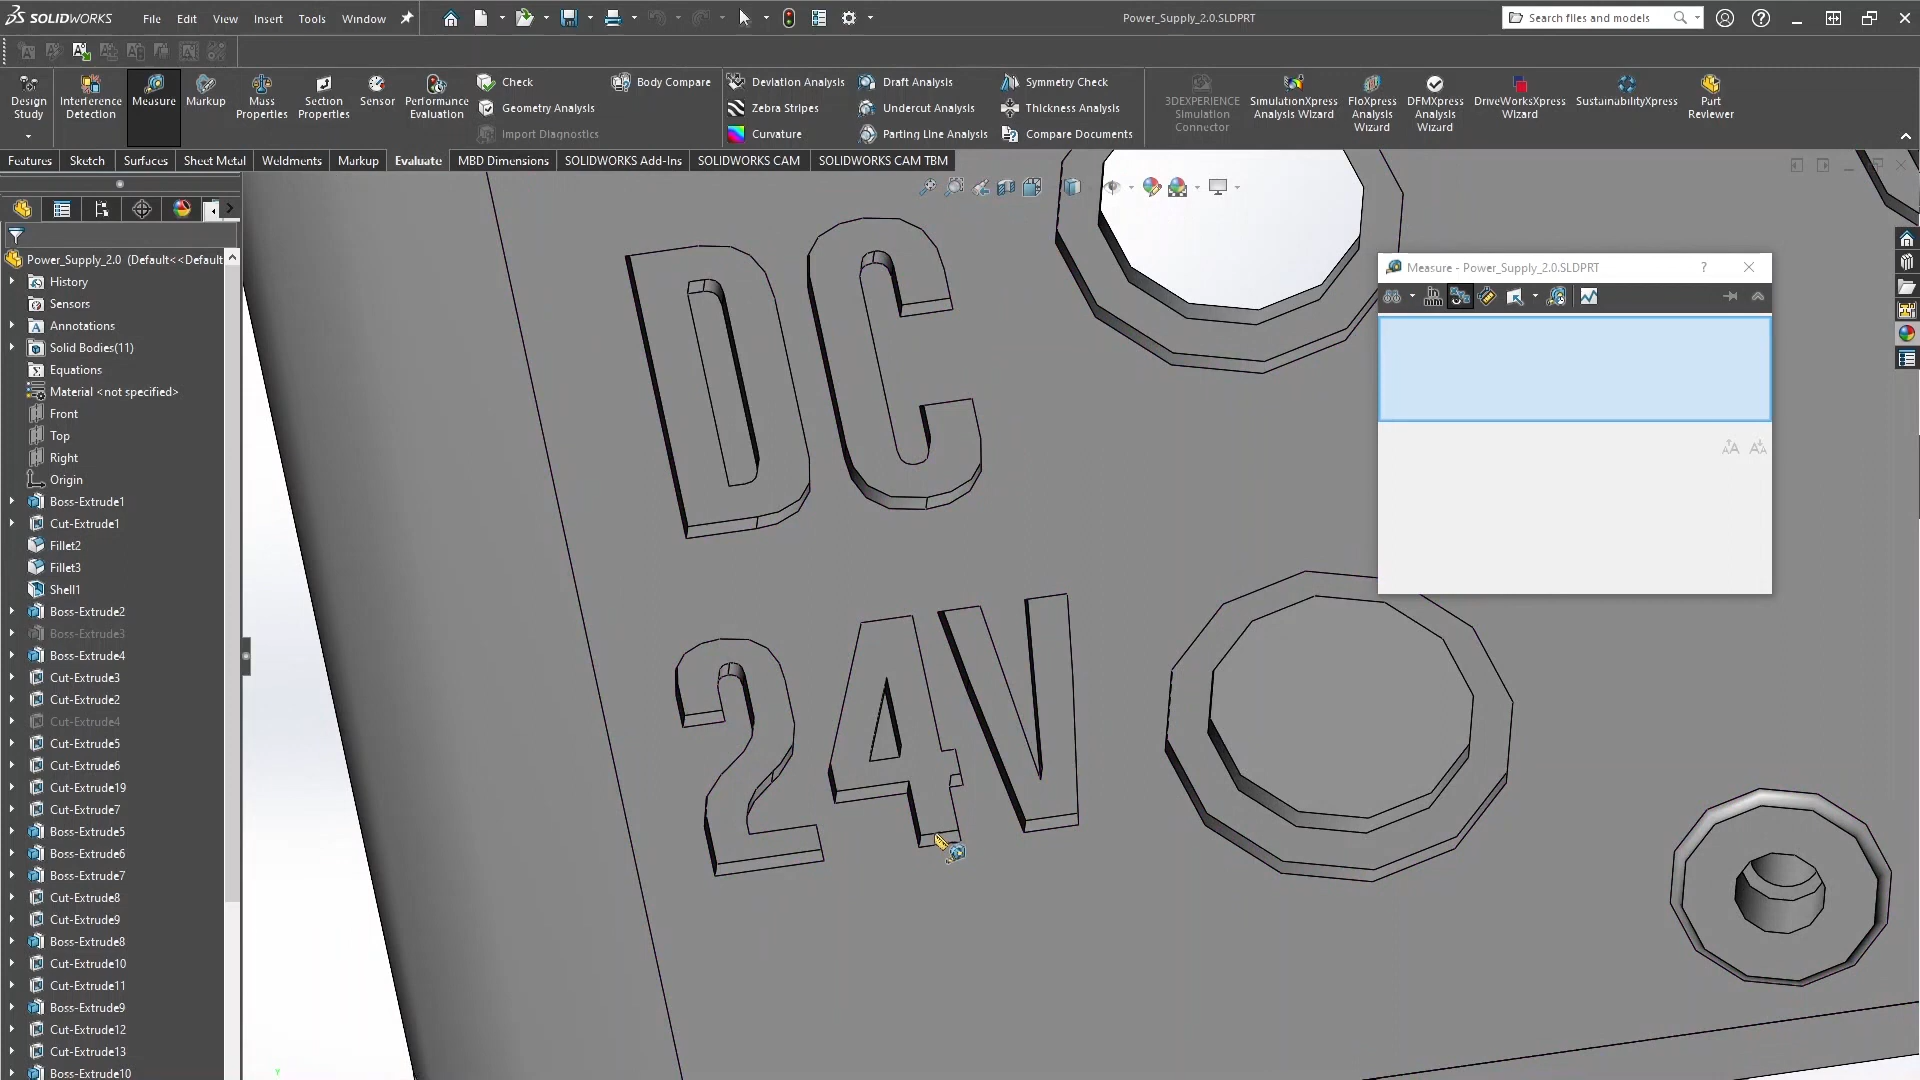 SOLIDWORKS File Edit View Insert Tools Window Power_Supply_2.0.SLDPRT Search files and models
Design Study
Interference Detection
Measure
Markup
Mass Properties
Section Properties
Sensor
Performance Evaluation
Check
Geometry Analysis
Import Diagnostics
Body Compare
Deviation Analysis
Zebra Stripes
Curvature
Draft Analysis
Undercut Analysis
Parting Line Analysis
Symmetry Check
Thickness Analysis
Compare Documents
3DEXPERIENCE Simulation Connector
SimulationXpress Analysis Wizard
FloXpress Analysis Wizard
DFMXpress Analysis Wizard
DriveWorksXpress Wizard
SustainabilityXpress
Part Reviewer
Features Sketch Surfaces Sheet Metal Weldments Markup Evaluate MBD Dimensions SOLIDWORKS Add-Ins SOLIDWORKS CAM SOLIDWORKS CAM TBM
Power_Supply_2.0 (Default<<Default
History
Sensors
Annotations
Solid Bodies(11)
Equations
Material <not specified>
Front
Top
Right
Origin
Boss-Extrude1
Cut-Extrude1
Fillet2
Fillet3
Shell1
Boss-Extrude2
Boss-Extrude3
Boss-Extrude4
Cut-Extrude3
Cut-Extrude2
Cut-Extrude4
Cut-Extrude5
Cut-Extrude6
Cut-Extrude19
Cut-Extrude7
Boss-Extrude5
Boss-Extrude6
Boss-Extrude7
Cut-Extrude8
Cut-Extrude9
Boss-Extrude8
Cut-Extrude10
Cut-Extrude11
Boss-Extrude9
Cut-Extrude12
Cut-Extrude13
Boss-Extrude10
DC
24V
Measure - Power_Supply_2.0.SLDPRT
Y